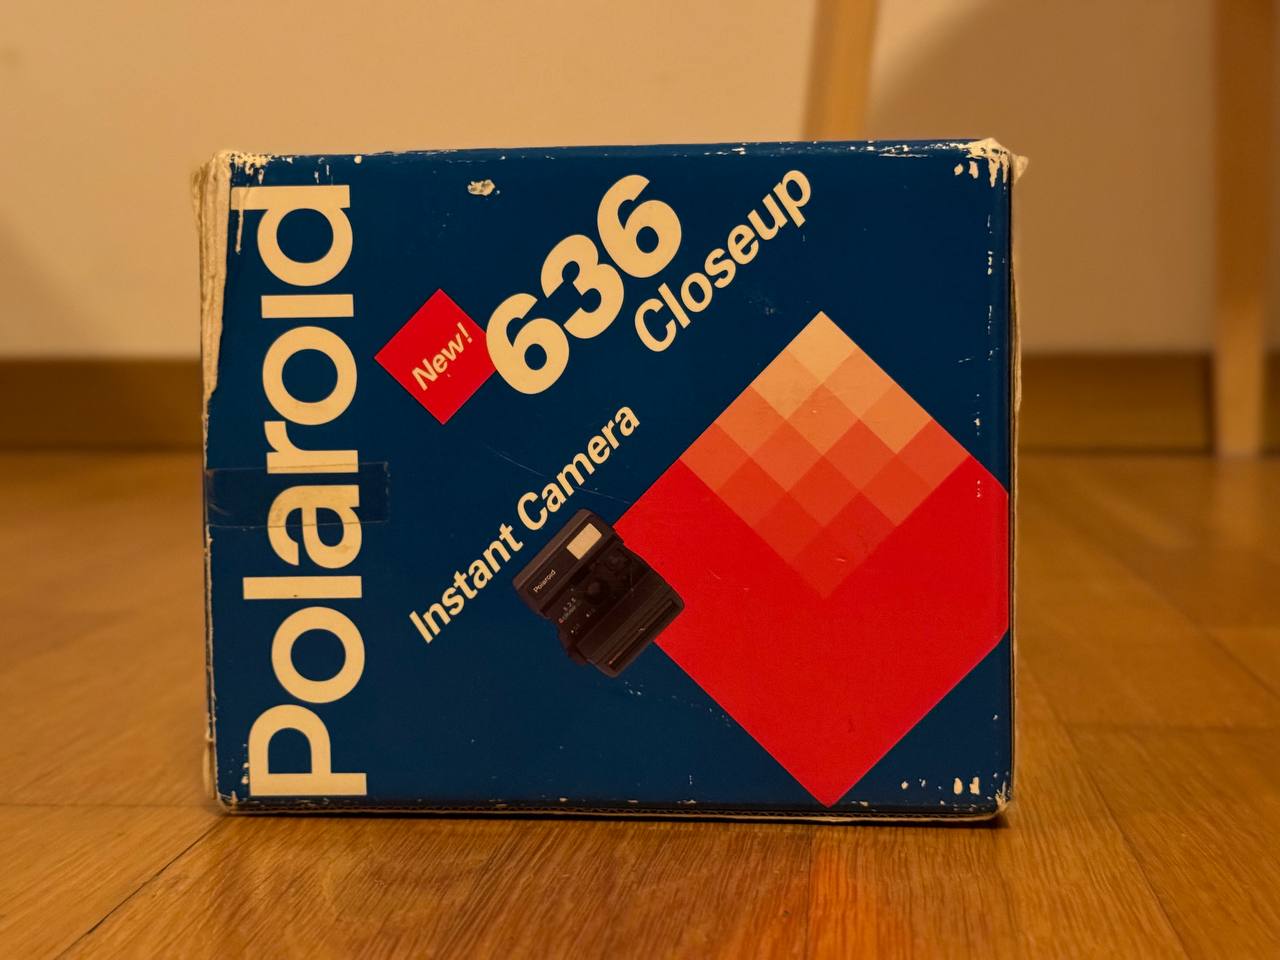 Polaroid
New!
636
Closeup
Instant Camera
Polaroid